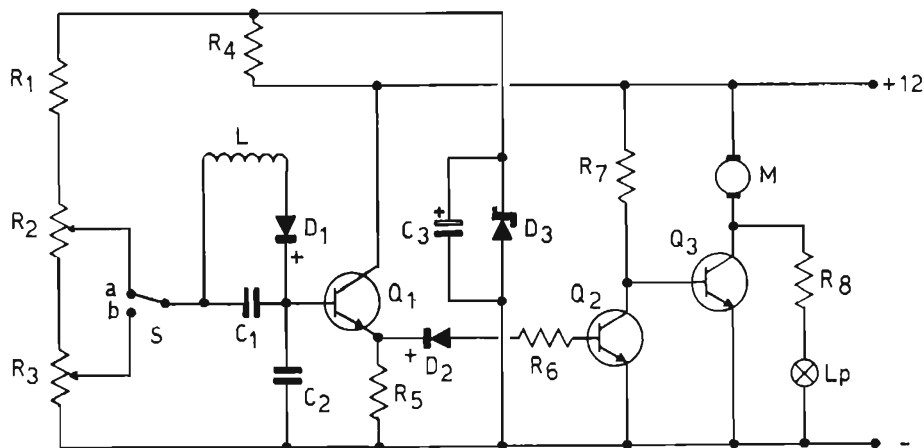 R4
R1
+12
L
R7
M
R2
D1
+
C3
+
D3
Q3
a
b
S
C1
Q1
Q2
R8
R3
C2
R5
+
D2
R6
Lp
-